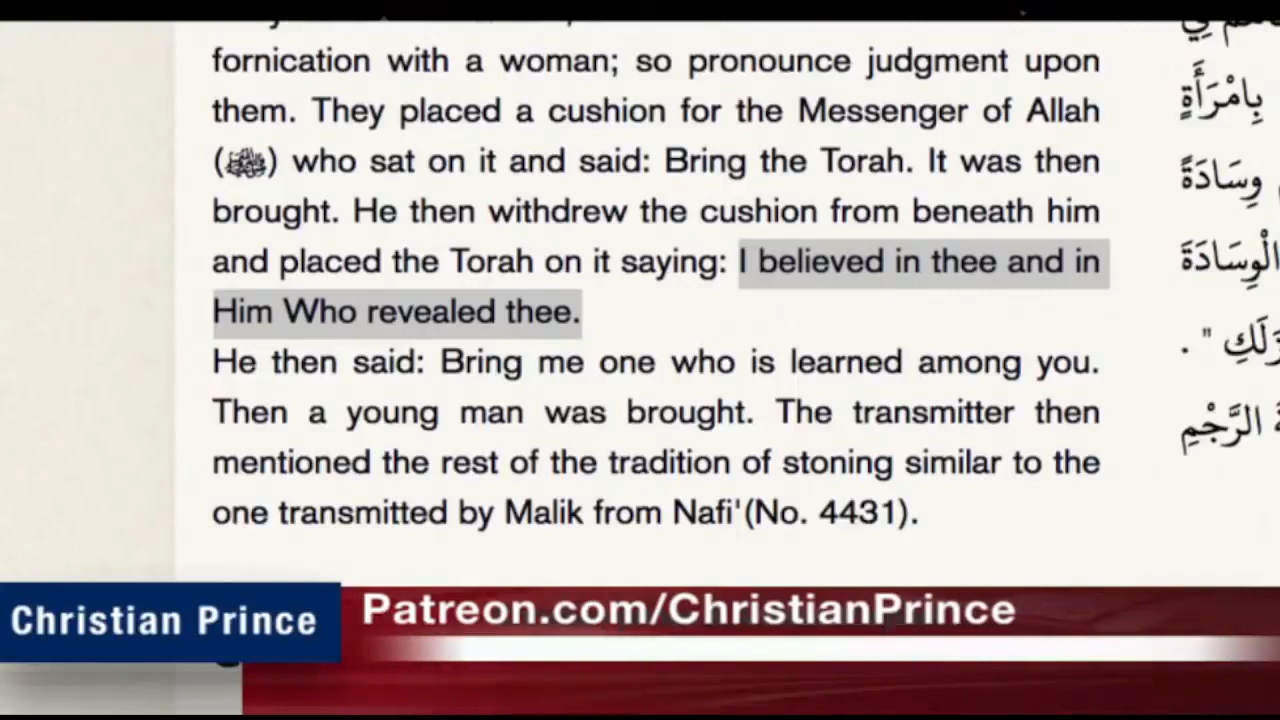 fornication with a woman; so pronounce judgment upon
them. They placed a cushion for the Messenger of Allah
(ﷺ) who sat on it and said: Bring the Torah. It was then
brought. He then withdrew the cushion from beneath him
and placed the Torah on it saying: I believed in thee and in
Him Who revealed thee.
He then said: Bring me one who is learned among you.
Then a young man was brought. The transmitter then
mentioned the rest of the tradition of stoning similar to the
one transmitted by Malik from Nafi'(No. 4431).
بِامْرَأَةٍ
وِسَادَةً
الْوِسَادَةَ
" .
الرَّجْمِ
Christian Prince
Patreon.com/ChristianPrince